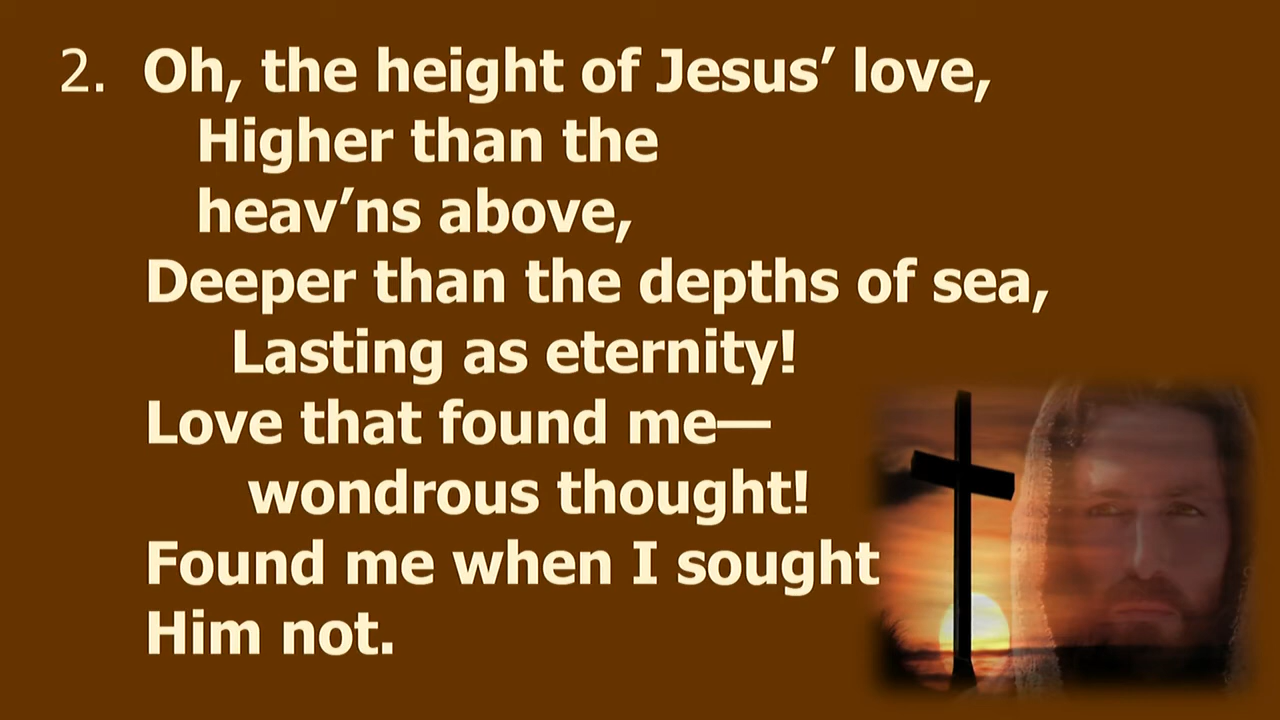 2. Oh, the height of Jesus’ love,
Higher than the
heav’ns above,
Deeper than the depths of sea,
Lasting as eternity!
Love that found me—
wondrous thought!
Found me when I sought
Him not.